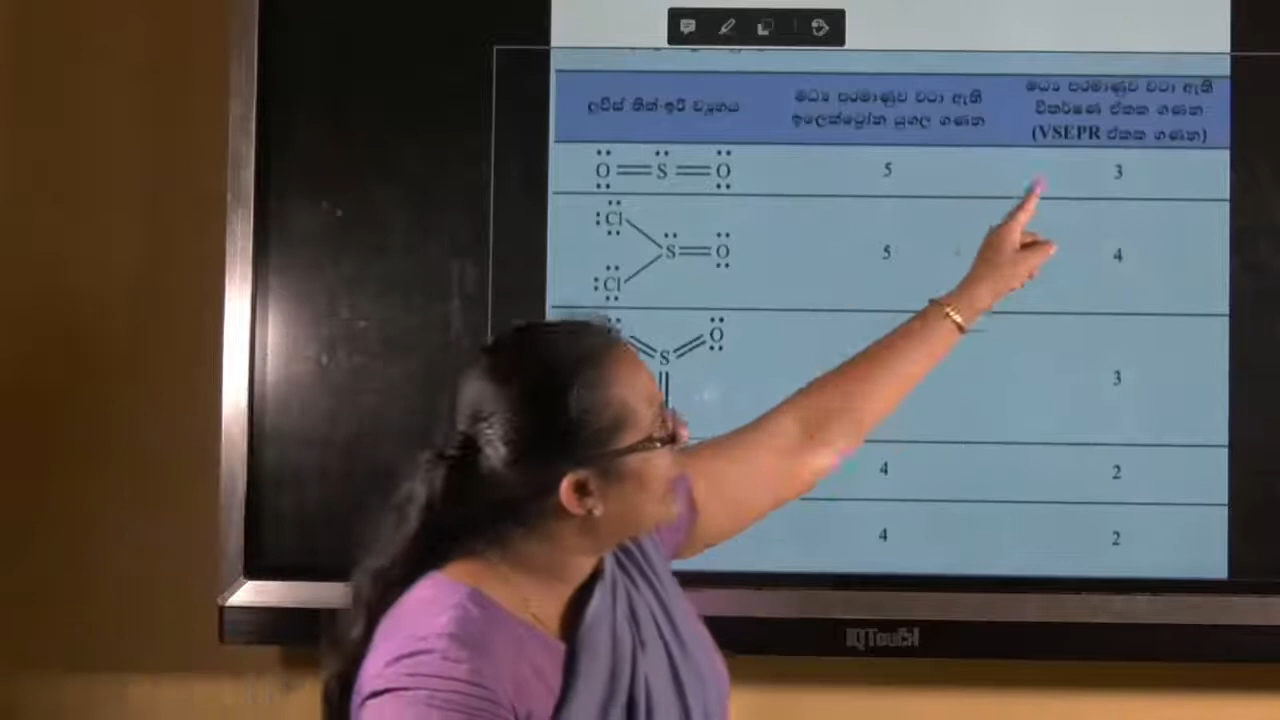 ලුවිස් තිත්-ඉරි ව්‍යුහය
මධ්‍ය පරමාණුව වටා ඇති
ඉලෙක්ට්‍රෝන යුගල ගණන
මධ්‍ය පරමාණුව වටා ඇති
විකර්ෂණ ඒකක ගණන
(VSEPR ඒකක ගණන)
O S O 5 3
Cl
S O 5 4
Cl
O
S
3
4 2
4 2
IQTouch